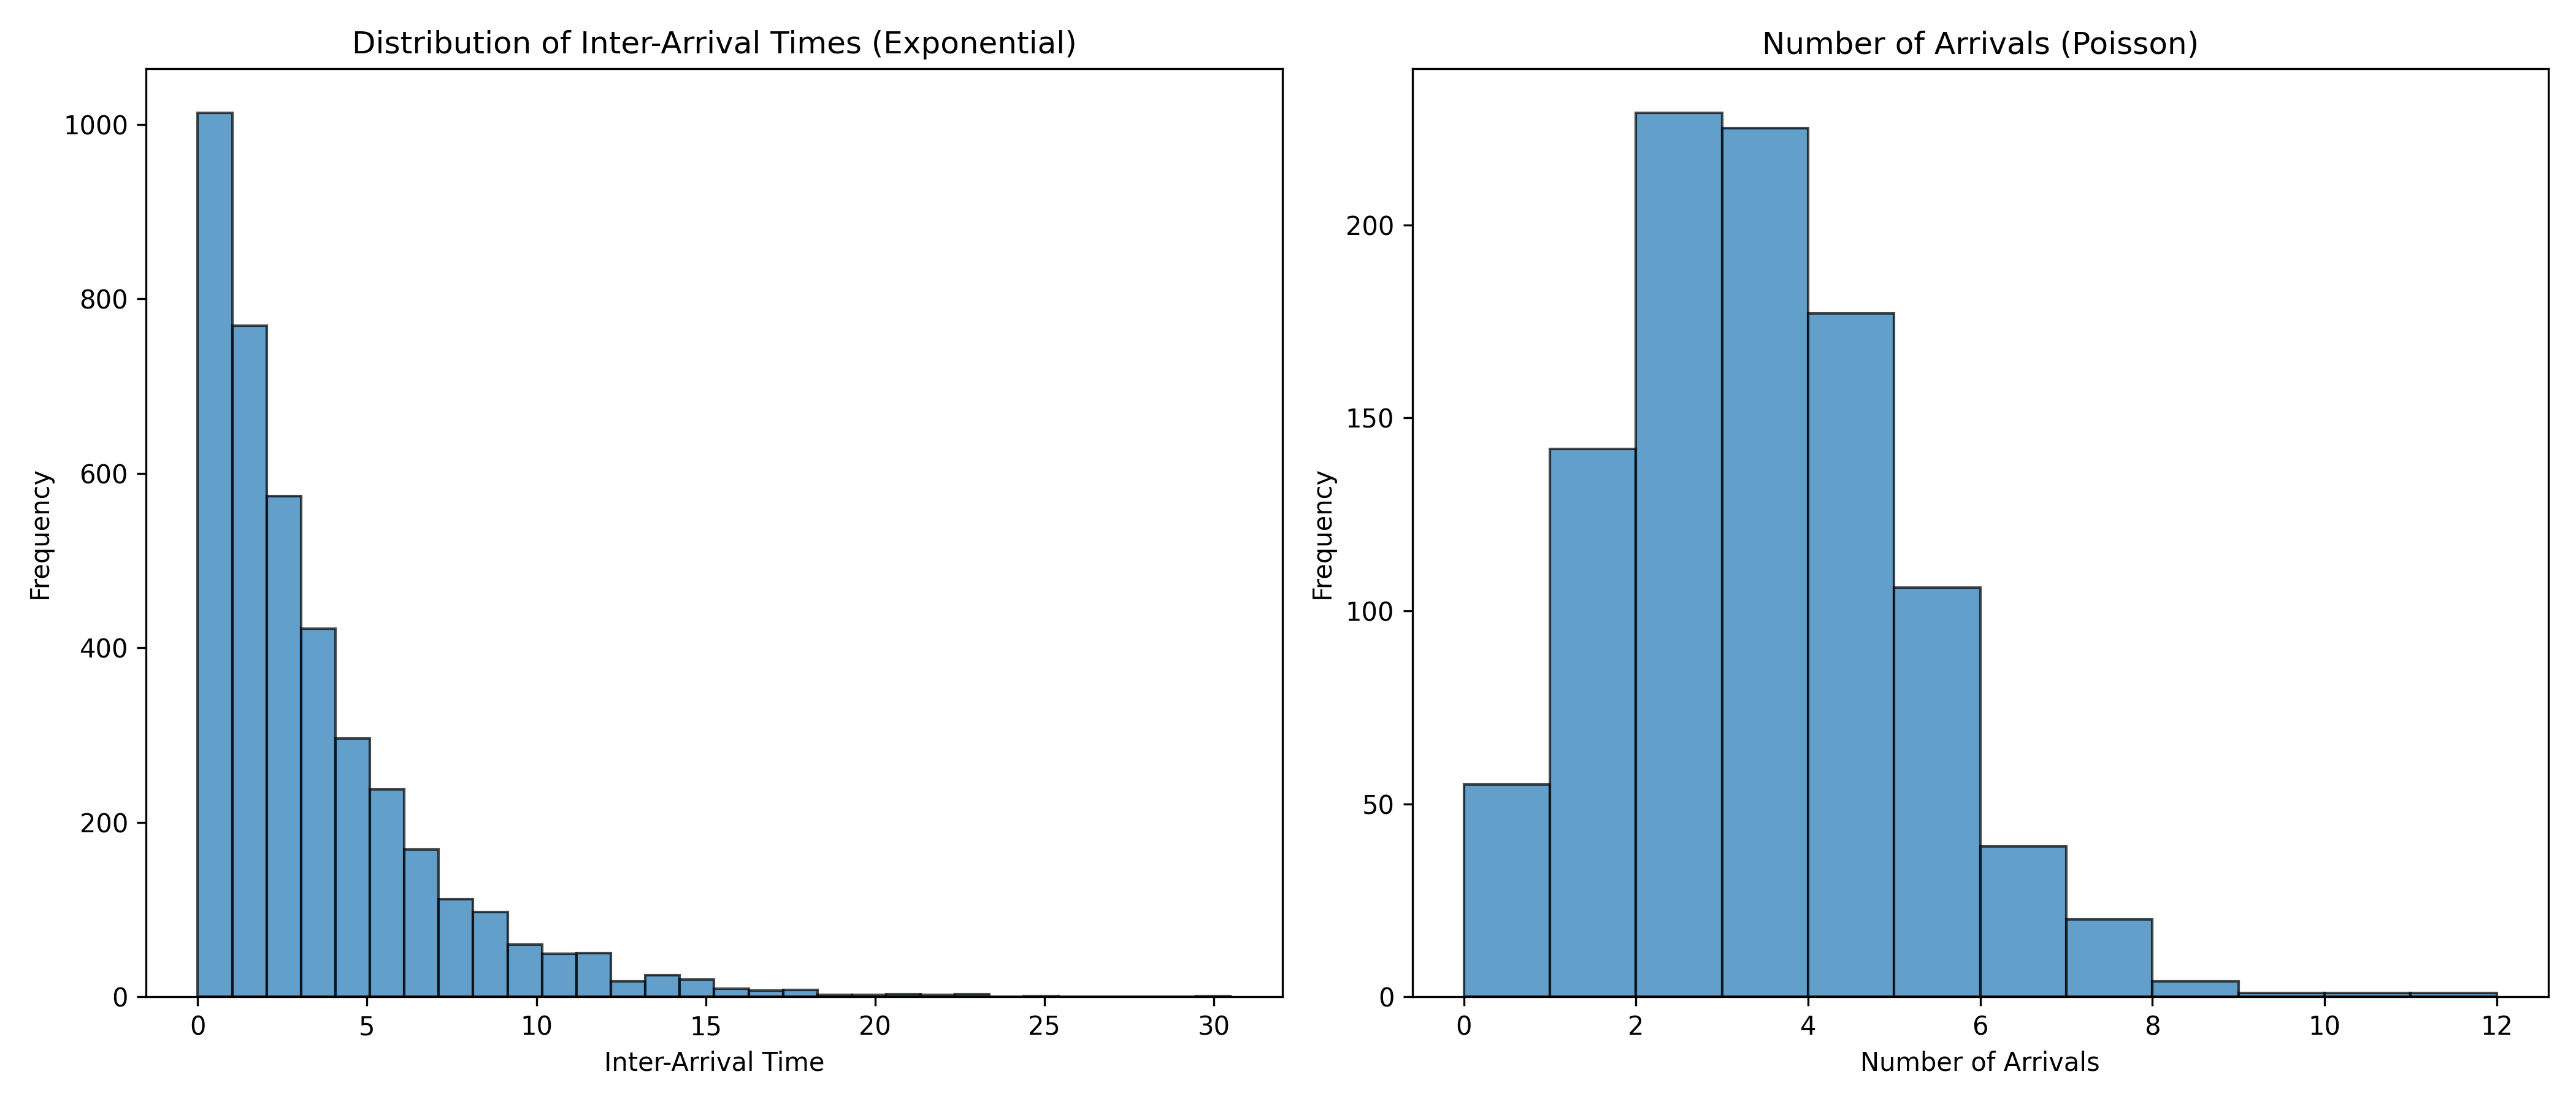 Distribution of Inter-Arrival Times (Exponential)
1000
800
600
400
200
0
Frequency
0 5 10 15 20 25 30
Inter-Arrival Time
Number of Arrivals (Poisson)
200
150
100
50
0
Frequency
0 2 4 6 8 10 12
Number of Arrivals